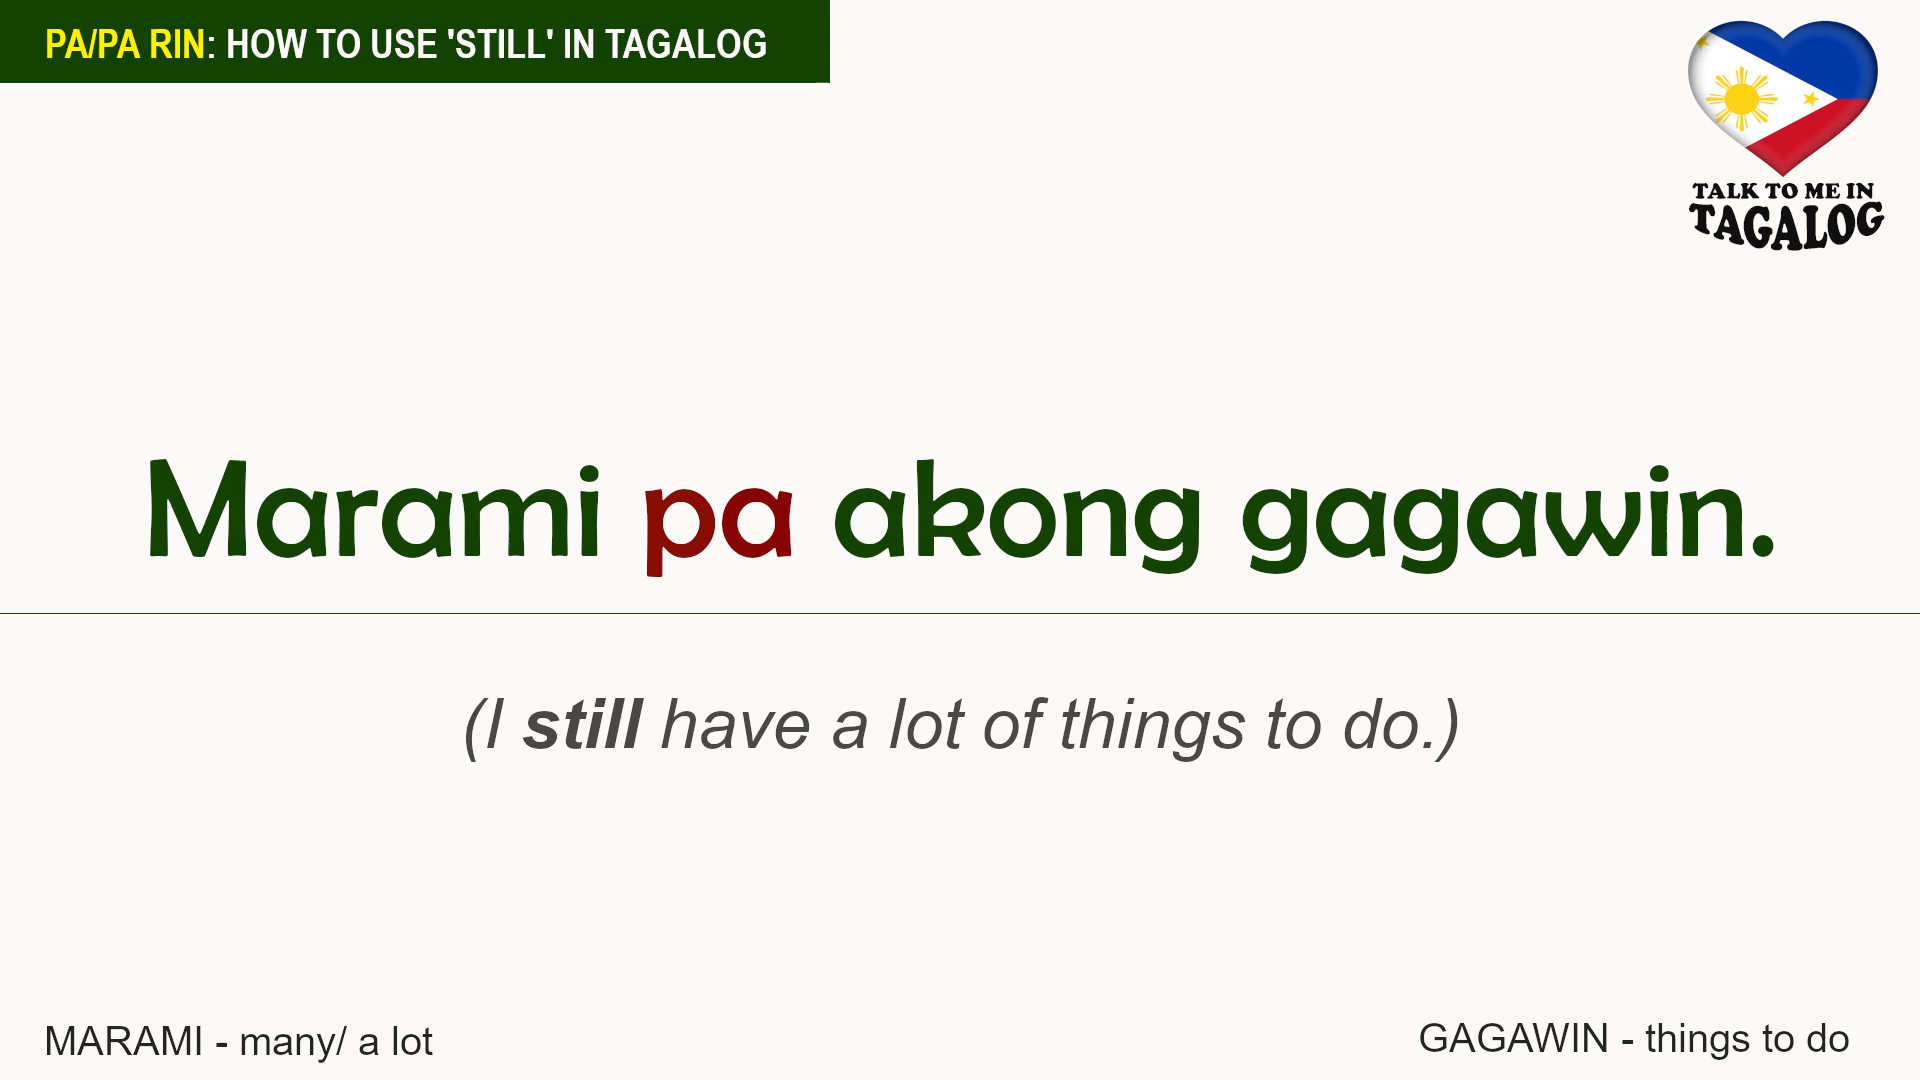 PA/PA RIN: HOW TO USE 'STILL' IN TAGALOG
TALK TO ME IN
TAGALOG
Marami pa akong gagawin.
(I still have a lot of things to do.)
MARAMI - many/ a lot
GAGAWIN - things to do